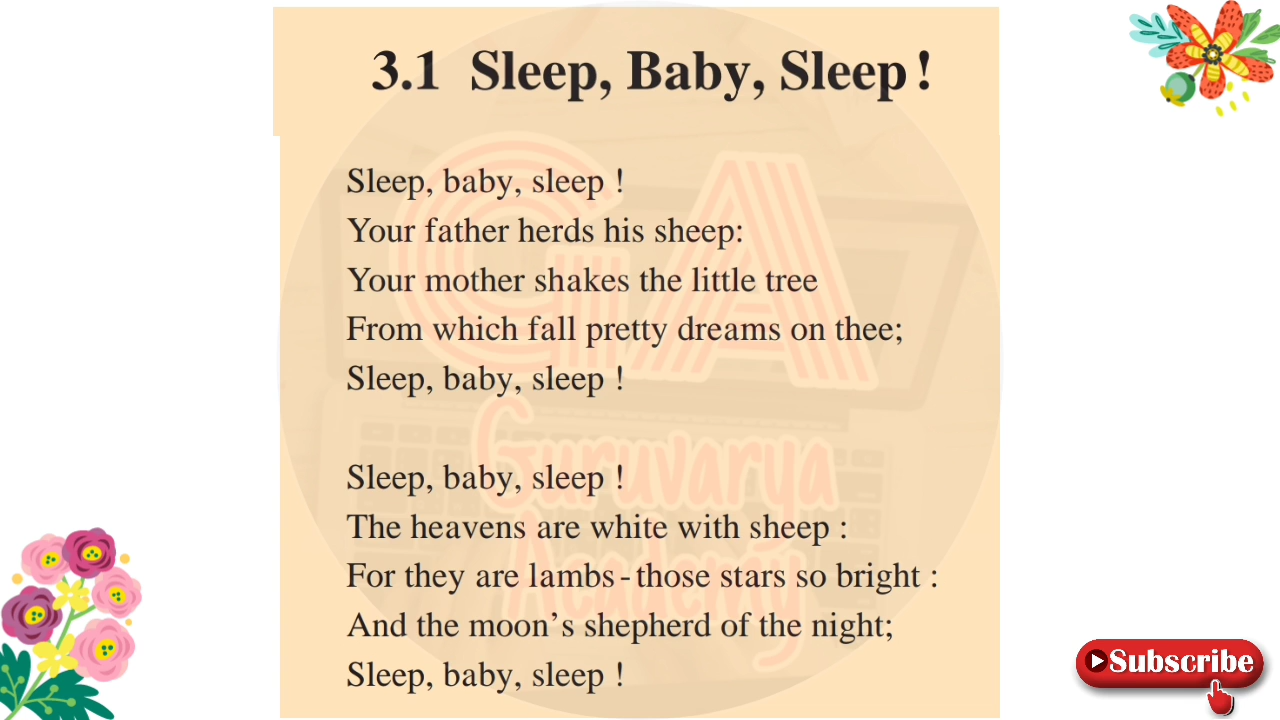 3.1 Sleep, Baby, Sleep !
Sleep, baby, sleep !
Your father herds his sheep:
Your mother shakes the little tree
From which fall pretty dreams on thee;
Sleep, baby, sleep !
Sleep, baby, sleep !
The heavens are white with sheep :
For they are lambs - those stars so bright :
And the moon’s shepherd of the night;
Sleep, baby, sleep !
GA
Guruvarya
Academy
Subscribe